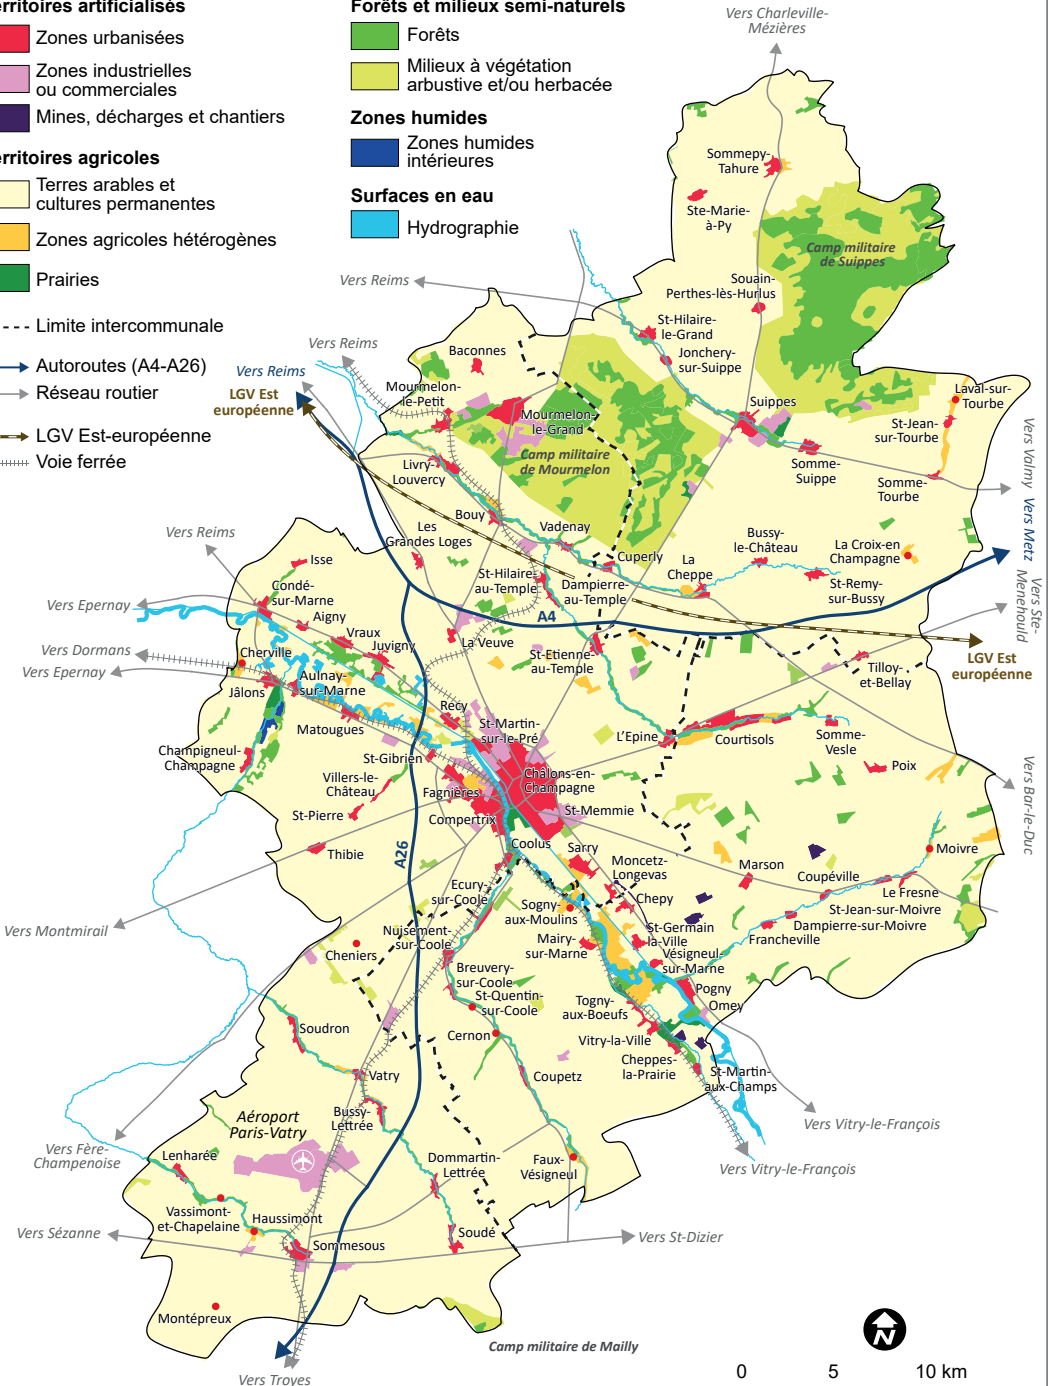 erritoires artificialisés
Zones urbanisées
Zones industrielles
ou commerciales
Mines, décharges et chantiers
erritoires agricoles
Terres arables et
cultures permanentes
Zones agricoles hétérogènes
Prairies
Limite intercommunale
Autoroutes (A4-A26)
Réseau routier
LGV Est-européenne
Voie ferrée
Forêts et milieux semi-naturels
Forêts
Milieux à végétation
arbustive et/ou herbacée
Zones humides
Zones humides
intérieures
Surfaces en eau
Hydrographie
Vers Charleville-
Mézières
Sommepy-
Tahure
Ste-Marie-
à-Py
Camp militaire
de Suippes
Souain-
Perthes-lès-Hurlus
Vers Reims
St-Hilaire-
le-Grand
Jonchery-
sur-Suippe
Vers Reims
Baconnes
Vers Reims
LGV Est
européenne
Mourmelon-
le-Petit
Mourmelon-
le-Grand
Suippes
Laval-sur-
Tourbe
St-Jean-
sur-Tourbe
Camp militaire
de Mourmelon
Livry-
Louvercy
Somme-
Suippe
Somme-
Tourbe
Vers Valmy
Bouy
Vadenay
Les
Grandes Loges
Vers Reims
Bussy-
le-Château
La Croix-en
Champagne
Vers Metz
Isse
Cuperly
La
Cheppe
St-Hilaire-
au-Temple
Dampierre-
au-Temple
St-Remy-
sur-Bussy
Vers Ste-
Menehould
Condé-
sur-Marne
Vers Epernay
Aigny
A4
Vraux
Juvigny
La Veuve
St-Etienne-
au-Temple
Vers Dormans
Cherville
Vers Epernay
LGV Est
européenne
Tilloy-
et-Bellay
Jâlons
Aulnay-
sur-Marne
Recy
St-Martin-
sur-le-Pré
Matougues
L'Epine
Courtisols
Somme-
Vesle
Champigneul-
Champagne
St-Gibrien
Poix
Vers Bar-le-Duc
Villers-le-
Château
Fagnières
Châlons-en-
Champagne
St-Pierre
Compertrix
St-Memmie
Thibie
A26
Coolus
Sarry
Moivre
Moncetz-
Longevas
Marson
Coupéville
Ecury-
sur-Coole
Chepy
Le Fresne
Sogny-
aux-Moulins
St-Jean-sur-Moivre
Dampierre-sur-Moivre
Vers Montmirail
Nuisement-
sur-Coole
St-Germain
la-Ville
Francheville
Cheniers
Mairy-
sur-Marne
Vésigneul-
sur-Marne
Breuvery-
sur-Coole
Pogny
St-Quentin-
sur-Coole
Togny-
aux-Boeufs
Omey
Soudron
Cernon
Vitry-la-Ville
Cheppes-
la-Prairie
Vatry
Coupetz
St-Martin-
aux-Champs
Aéroport
Paris-Vatry
Bussy-
Lettrée
Vers Vitry-le-François
Vers Fère-
Champenoise
Lenharée
Dommartin-
Lettrée
Faux-
Vésigneul
Vers Vitry-le-François
Vassimont-
et-Chapelaine
Haussimont
Vers Sézanne
Soudé
Vers St-Dizier
Sommesous
Montépreux
Camp militaire de Mailly
N
Vers Troyes
0 5 10 km